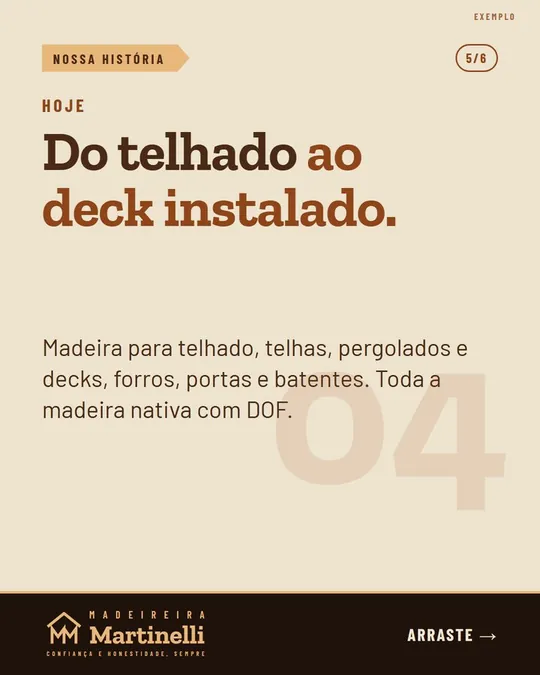 EXEMPLO
NOSSA HISTÓRIA
5/6
HOJE
Do telhado ao
deck instalado.
Madeira para telhado, telhas, pergolados e
decks, forros, portas e batentes. Toda a
madeira nativa com DOF.
04
MADEIREIRA
Martinelli
CONFIANÇA E HONESTIDADE, SEMPRE
ARRASTE →